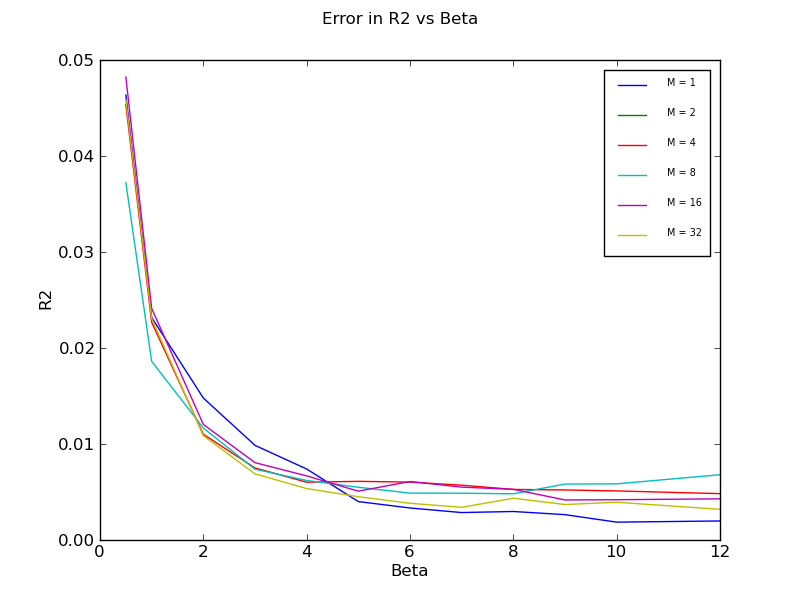 Error in R2 vs Beta
0.05
0.04
0.03
0.02
0.01
0.00
R2
M = 1
M = 2
M = 4
M = 8
M = 16
M = 32
0 2 4 6 8 10 12
Beta